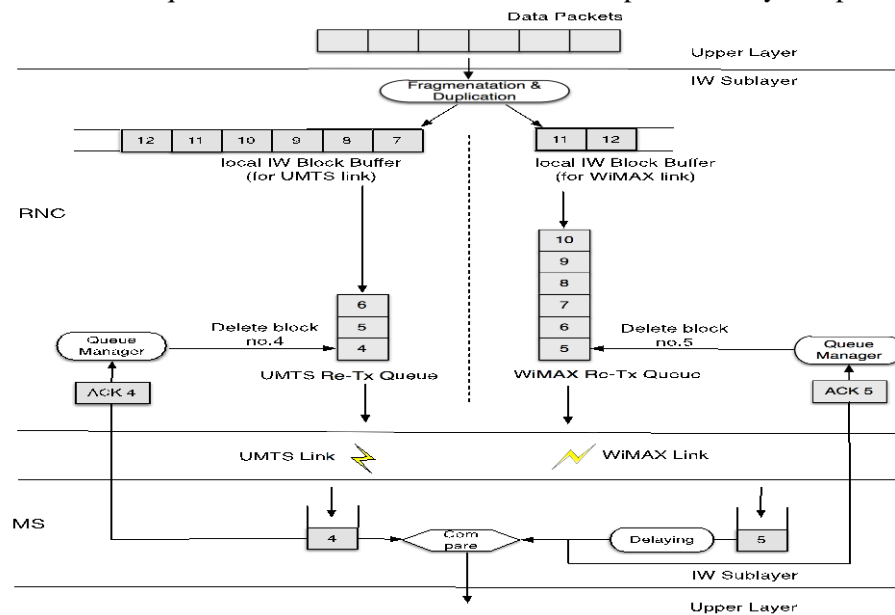 Data Packets
Upper Layer
IW Sublayer
Fragmenatation &
Duplication
12 11 10 9 8 7
11 12
local IW Block Buffer
(for UMTS link)
local IW Block Buffer
(for WiMAX link)
RNC
10
9
8
7
6
5
6
5
4
Queue
Manager
Delete block
no.4
Delete block
no.5
Queue
Manager
UMTS Re-Tx Queue
WiMAX Re-Tx Queue
ACK 4
ACK 5
UMTS Link
WiMAX Link
MS
4
Com
pare
Delaying
5
IW Sublayer
Upper Layer